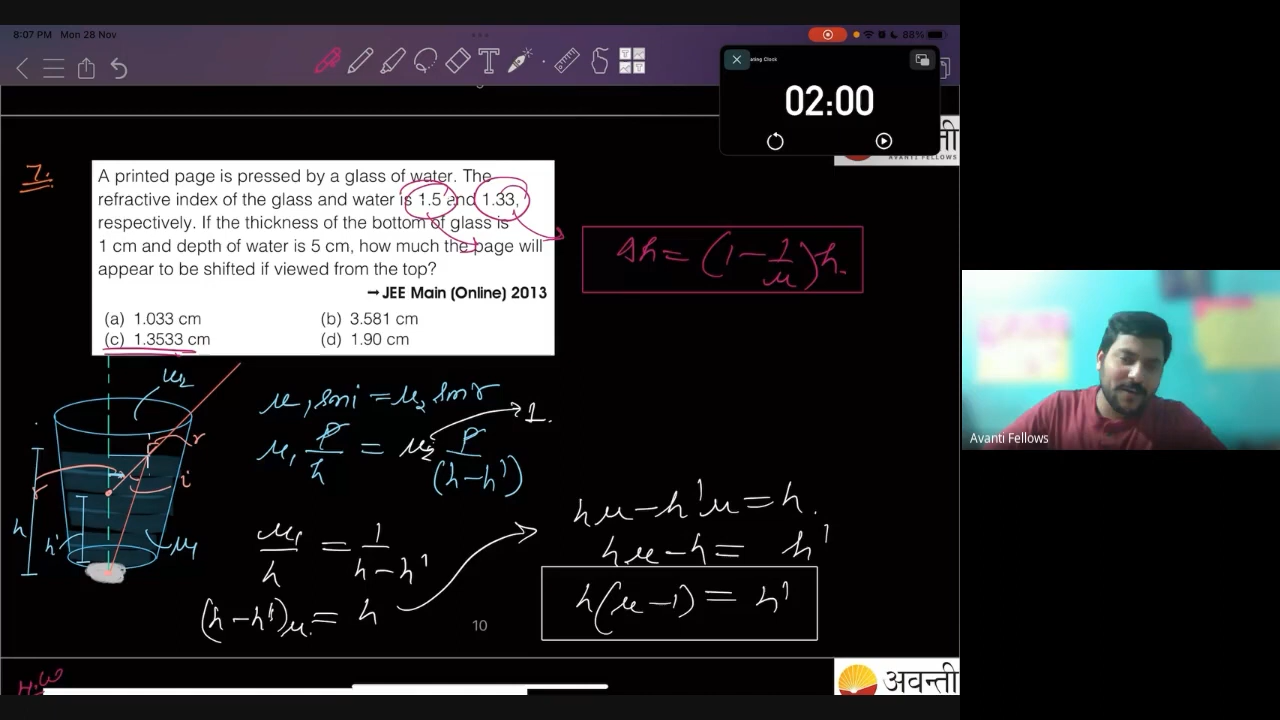 8:07 PM Mon 28 Nov
88%
02:00
अवन्ती
AVANTI FELLOWS
7.
A printed page is pressed by a glass of water. The
refractive index of the glass and water is 1.5 and 1.33,
respectively. If the thickness of the bottom of glass is
1 cm and depth of water is 5 cm, how much the page will
appear to be shifted if viewed from the top?
→ JEE Main (Online) 2013
(a) 1.033 cm (b) 3.581 cm
(c) 1.3533 cm (d) 1.90 cm
Δh = (1 - 1/μ)h.
μ₂
r
i
h
h'
μ₁
μ₁ sin i = μ₂ sin r
μ₁ P/h = μ₂ P/(h-h')
1.
μ₁/h = 1/(h-h')
(h-h')μ = h
hμ - h'μ = h.
hμ - h = h'
h(μ-1) = h'
10
Avanti Fellows
H.W
अवन्ती